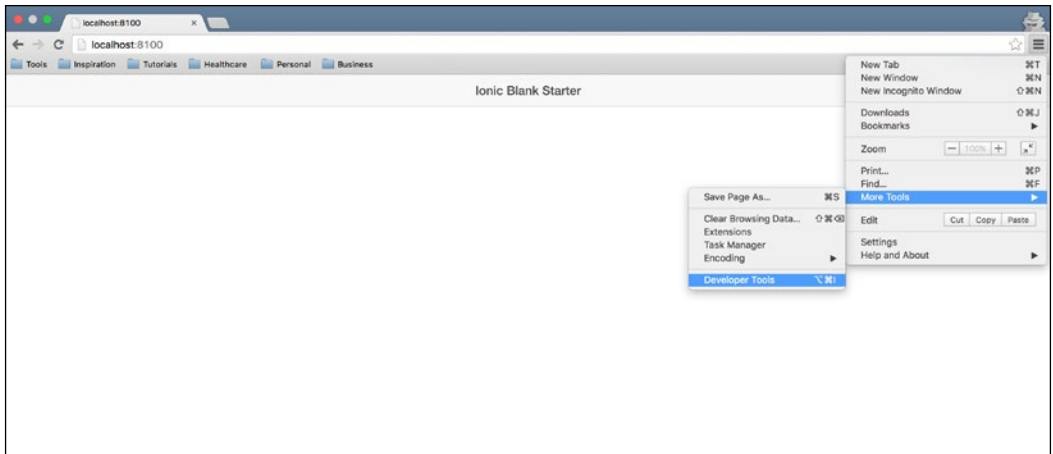 localhost:8100
localhost:8100
Tools Inspiration Tutorials Healthcare Personal Business
Ionic Blank Starter
New Tab ⌘T
New Window ⌘N
New Incognito Window ⇧⌘N
Downloads ⇧⌘J
Bookmarks ▶
Zoom − 100% +
Print... ⌘P
Find... ⌘F
More Tools ▶
Save Page As... ⌘S
Clear Browsing Data... ⇧⌘⌫
Extensions
Task Manager
Encoding ▶
Developer Tools ⌥⌘I
Edit Cut Copy Paste
Settings
Help and About ▶